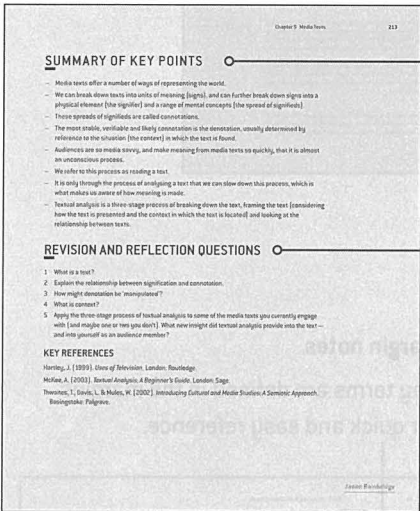 Chapter 9 Media Texts 213
SUMMARY OF KEY POINTS
– Media texts offer a number of ways of representing the world.
– We can break down texts into units of meaning (signs), and can further break down signs into a
physical element (the signifier) and a range of mental concepts (the spread of signifieds).
– These spreads of signifieds are called connotations.
– The most stable, verifiable and likely connotation is the denotation, usually determined by
reference to the situation (the context) in which the text is found.
– Audiences are so media savvy, and make meaning from media texts so quickly, that it is almost
an unconscious process.
– We refer to this process as reading a text.
– It is only through the process of analysing a text that we can slow down this process, which is
what makes us aware of how meaning is made.
– Textual analysis is a three-stage process of breaking down the text, framing the text (considering
how the text is presented and the context in which the text is located) and looking at the
relationship between texts.
REVISION AND REFLECTION QUESTIONS
1 What is a text?
2 Explain the relationship between signification and connotation.
3 How might denotation be 'manipulated'?
4 What is context?
5 Apply the three-stage process of textual analysis to some of the media texts you currently engage
with (and maybe one or two you don't). What new insight did textual analysis provide into the text—
and into yourself as an audience member?
KEY REFERENCES
Hartley, J. (1999). Uses of Television. London: Routledge.
McKee, A. (2003). Textual Analysis: A Beginner's Guide. London: Sage.
Thwaites, T., Davis, L. & Mules, W. (2002). Introducing Cultural and Media Studies: A Semiotic Approach.
Basingstoke: Palgrave.
Jason Bainbridge
argin notes
y terms a
r quick and easy reference